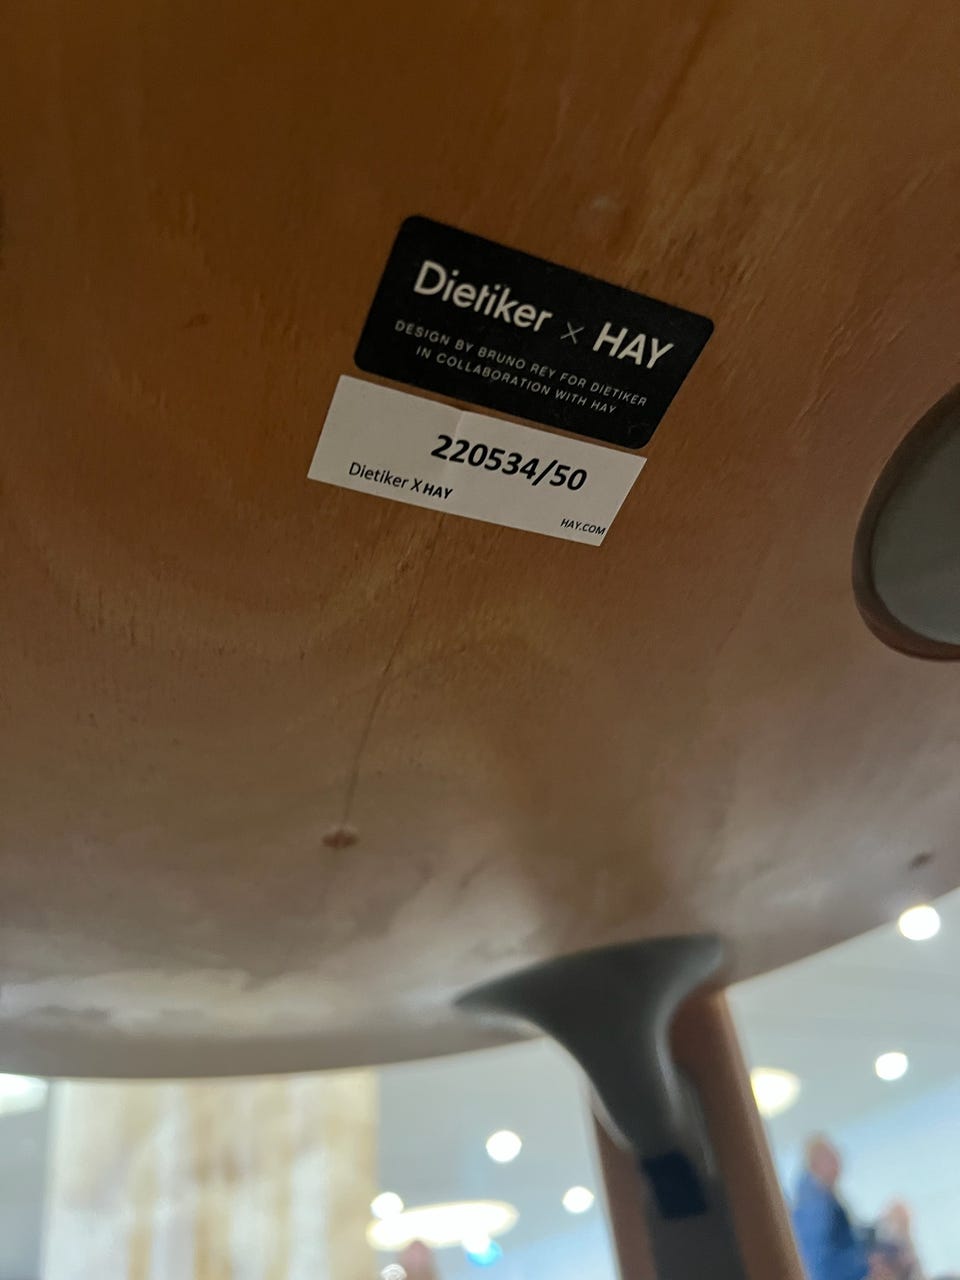 Dietiker x HAY
DESIGN BY BRUNO REY FOR DIETIKER
IN COLLABORATION WITH HAY
220534/50
Dietiker X HAY
HAY.COM